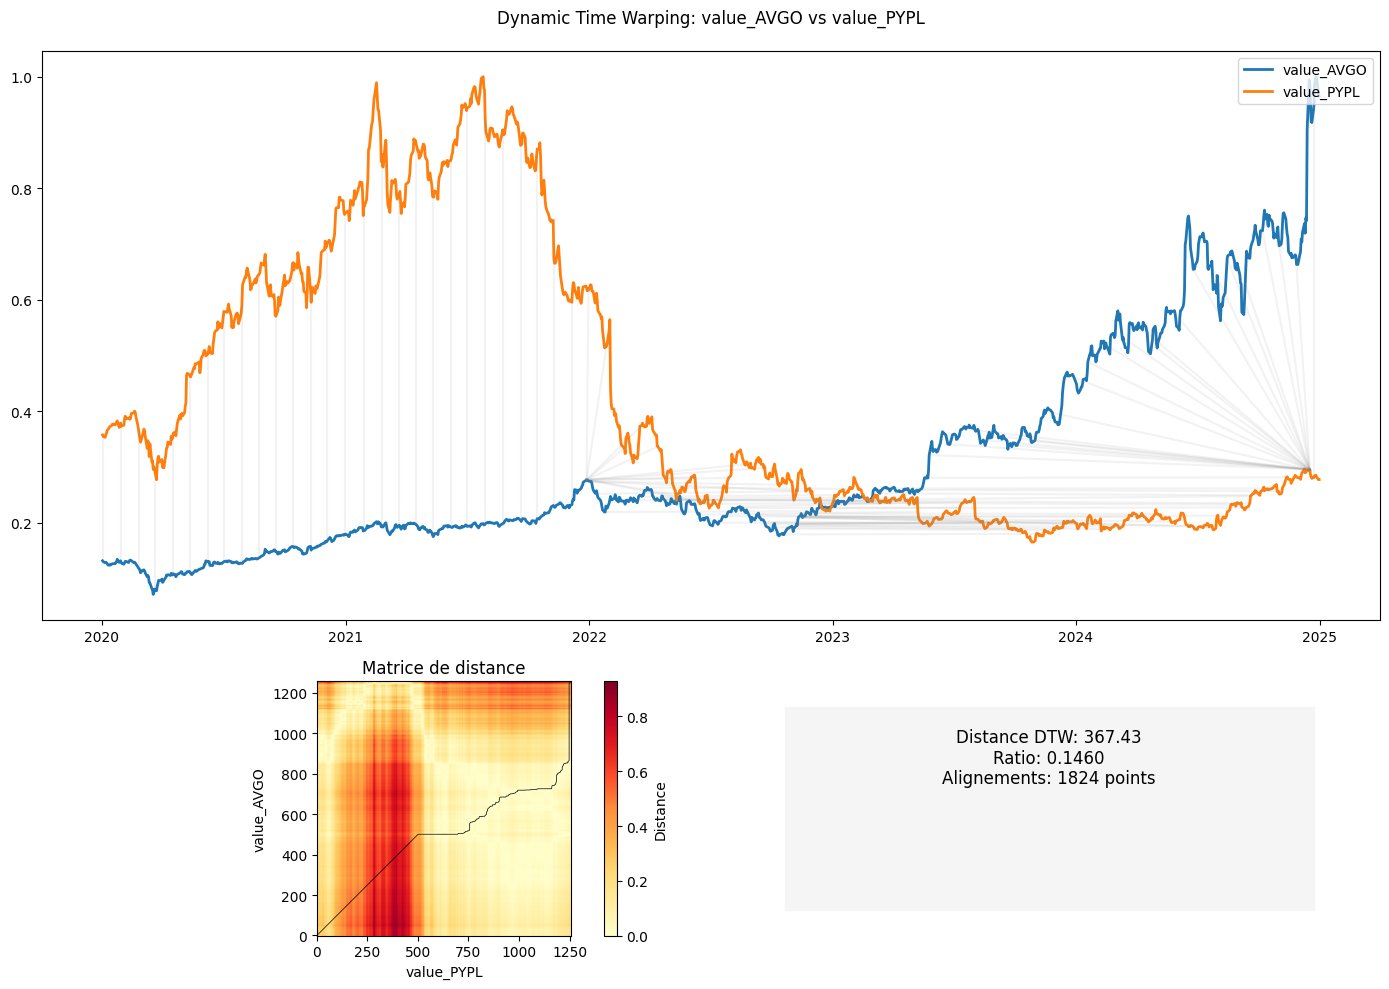 Dynamic Time Warping: value_AVGO vs value_PYPL
value_AVGO
value_PYPL
1.0
0.8
0.6
0.4
0.2
2020 2021 2022 2023 2024 2025
Matrice de distance
1200
1000
800
600
400
200
0
value_AVGO
0 250 500 750 1000 1250
value_PYPL
0.8
0.6
0.4
0.2
0.0
Distance
Distance DTW: 367.43
Ratio: 0.1460
Alignements: 1824 points